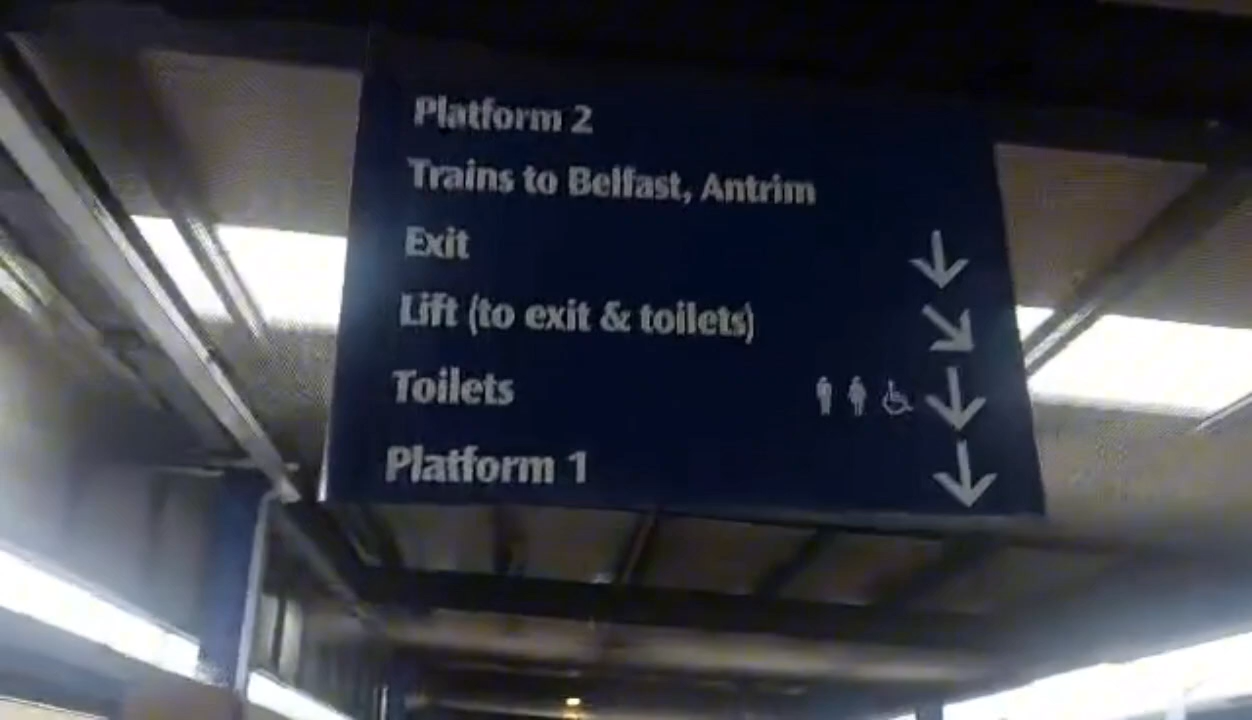 Platform 2
Trains to Belfast, Antrim
Exit
Lift (to exit & toilets)
Toilets
Platform 1